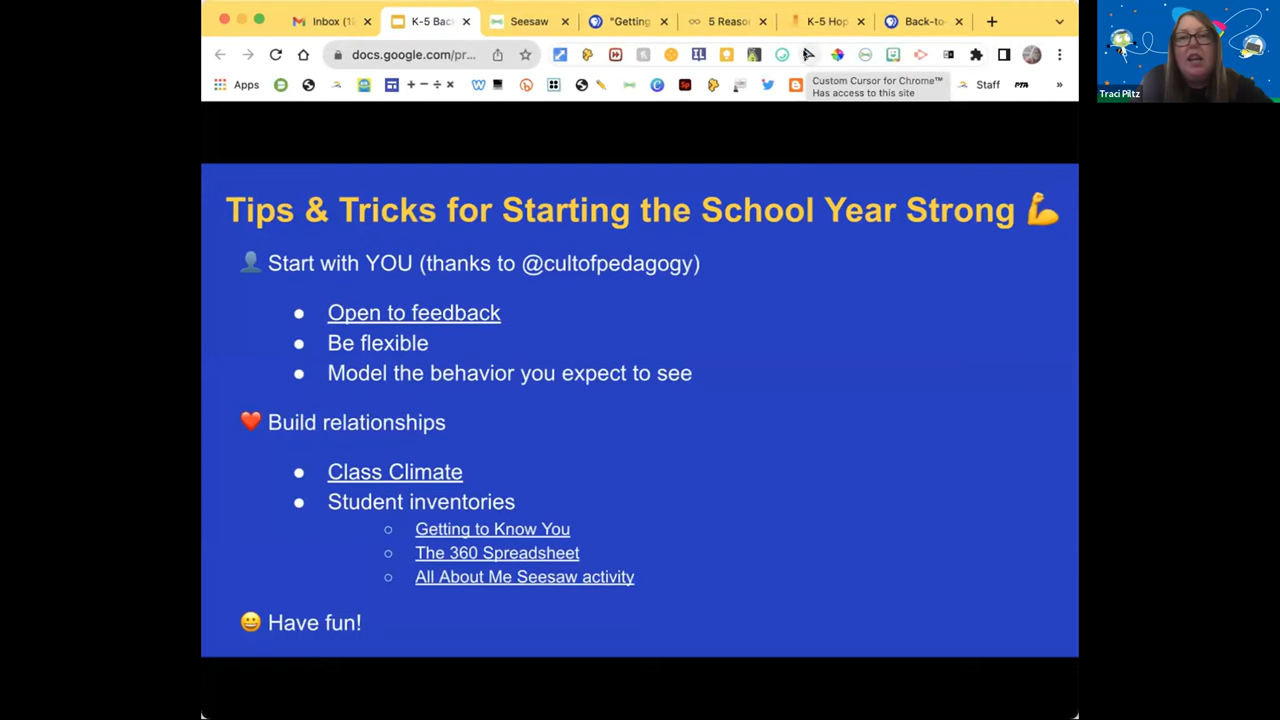 Inbox (1
K-5 Bac
Seesaw
"Getting
5 Reaso
K-5 Hop
Back-to-
docs.google.com/pr...
Apps
Custom Cursor for Chrome™
Has access to this site
Staff
PTA
Traci Piltz
Tips & Tricks for Starting the School Year Strong 💪
👤 Start with YOU (thanks to @cultofpedagogy)
● Open to feedback
● Be flexible
● Model the behavior you expect to see
❤️ Build relationships
● Class Climate
● Student inventories
○ Getting to Know You
○ The 360 Spreadsheet
○ All About Me Seesaw activity
😀 Have fun!